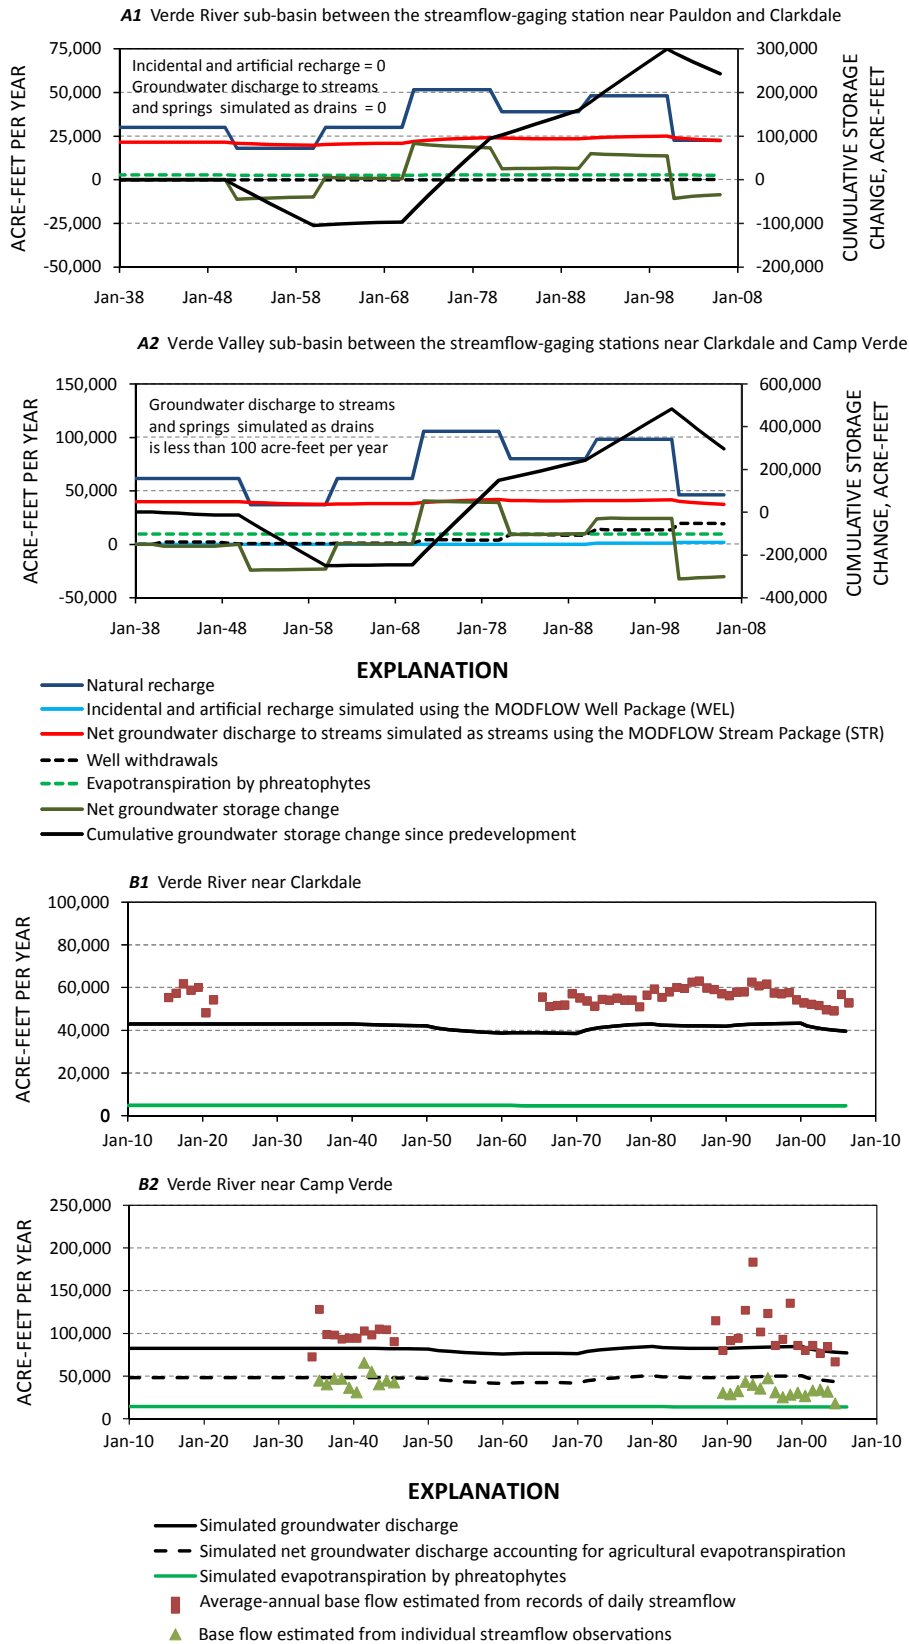 A1 Verde River sub-basin between the streamflow-gaging station near Pauldon and Clarkdale
ACRE-FEET PER YEAR
75,000
50,000
25,000
0
-25,000
-50,000
Incidental and artificial recharge = 0
Groundwater discharge to streams
and springs simulated as drains = 0
300,000
200,000
100,000
0
-100,000
-200,000
CUMULATIVE STORAGE
CHANGE, ACRE-FEET
Jan-38 Jan-48 Jan-58 Jan-68 Jan-78 Jan-88 Jan-98 Jan-08
A2 Verde Valley sub-basin between the streamflow-gaging stations near Clarkdale and Camp Verde
ACRE-FEET PER YEAR
150,000
100,000
50,000
0
-50,000
Groundwater discharge to streams
and springs simulated as drains
is less than 100 acre-feet per year
600,000
400,000
200,000
0
-200,000
-400,000
CUMULATIVE STORAGE
CHANGE, ACRE-FEET
Jan-38 Jan-48 Jan-58 Jan-68 Jan-78 Jan-88 Jan-98 Jan-08
EXPLANATION
Natural recharge
Incidental and artificial recharge simulated using the MODFLOW Well Package (WEL)
Net groundwater discharge to streams simulated as streams using the MODFLOW Stream Package (STR)
Well withdrawals
Evapotranspiration by phreatophytes
Net groundwater storage change
Cumulative groundwater storage change since predevelopment
B1 Verde River near Clarkdale
ACRE-FEET PER YEAR
100,000
80,000
60,000
40,000
20,000
0
Jan-10 Jan-20 Jan-30 Jan-40 Jan-50 Jan-60 Jan-70 Jan-80 Jan-90 Jan-00 Jan-10
B2 Verde River near Camp Verde
ACRE-FEET PER YEAR
250,000
200,000
150,000
100,000
50,000
0
Jan-10 Jan-20 Jan-30 Jan-40 Jan-50 Jan-60 Jan-70 Jan-80 Jan-90 Jan-00 Jan-10
EXPLANATION
Simulated groundwater discharge
Simulated net groundwater discharge accounting for agricultural evapotranspiration
Simulated evapotranspiration by phreatophytes
Average-annual base flow estimated from records of daily streamflow
Base flow estimated from individual streamflow observations